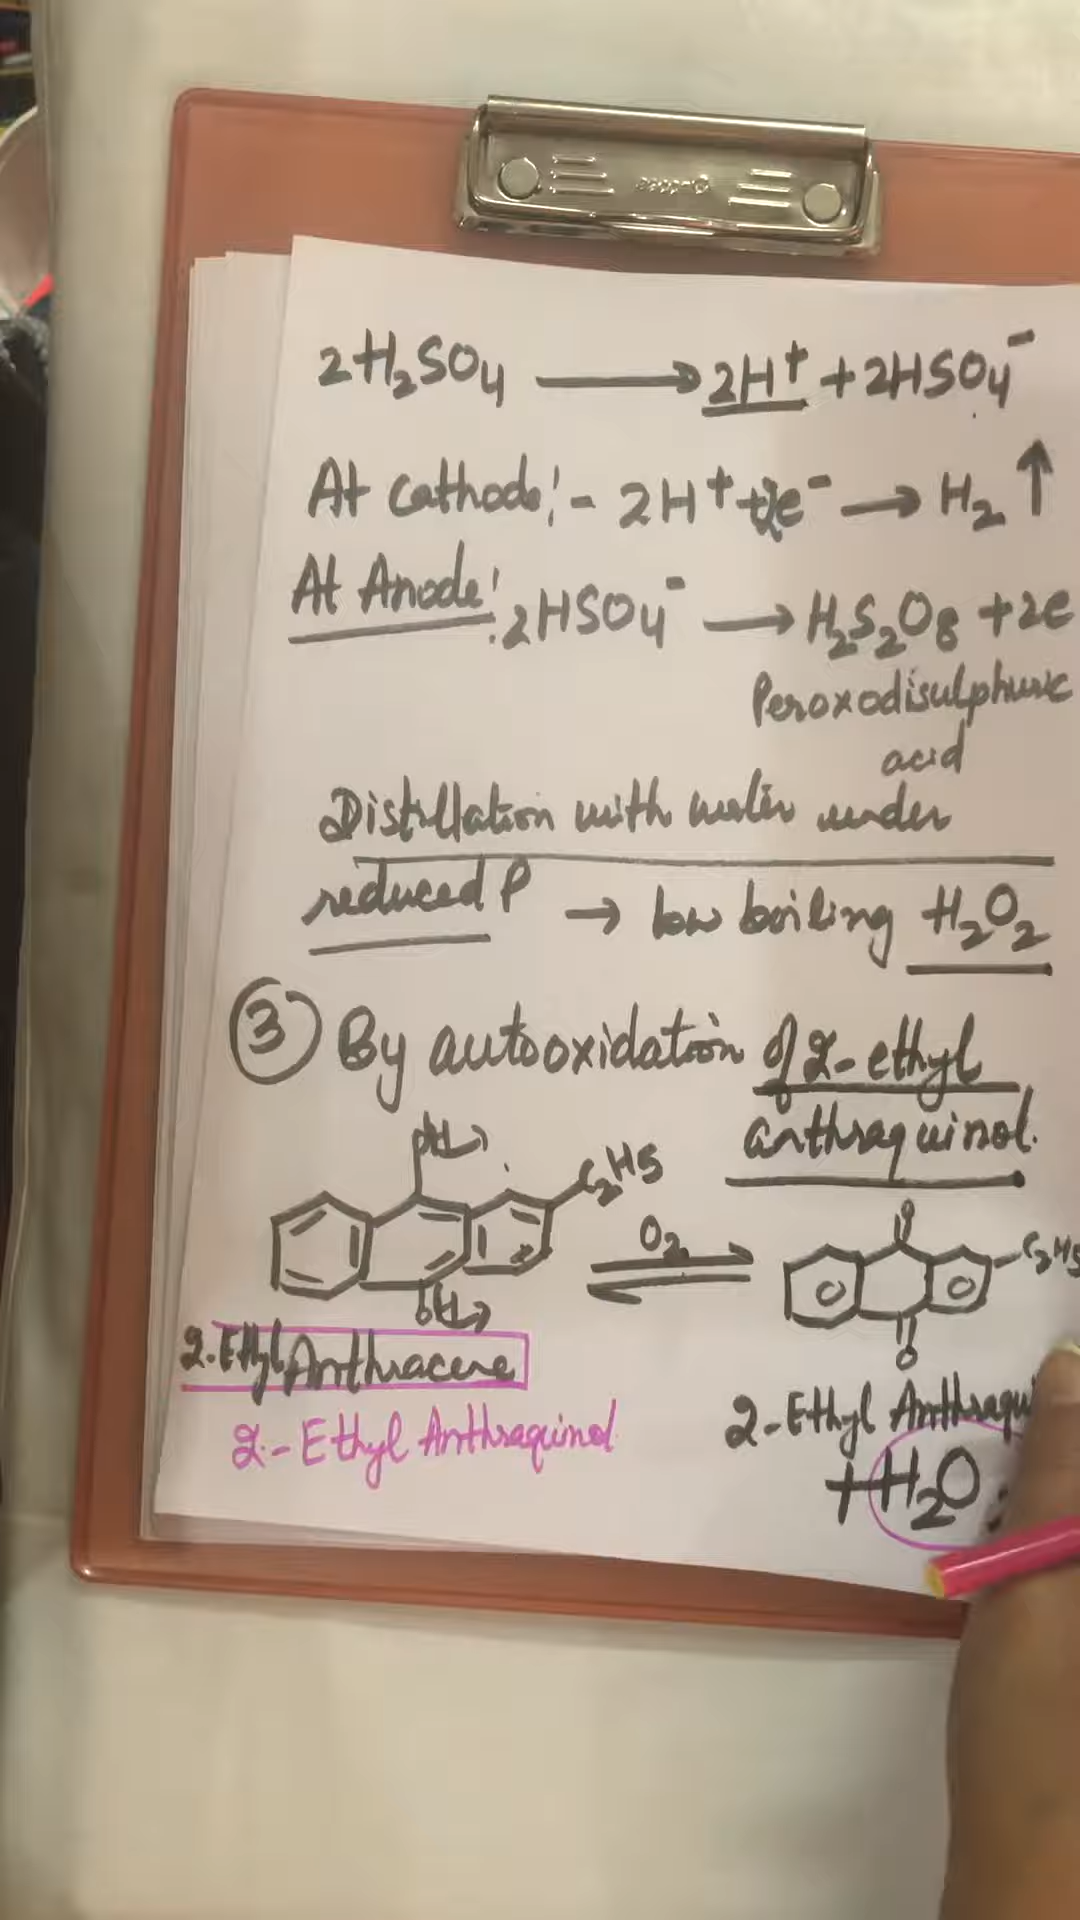 2H₂SO₄ ⟶ 2H⁺ + 2HSO₄⁻
At Cathode:- 2H⁺ + 2e⁻ → H₂ ↑
At Anode: 2HSO₄⁻ ⟶ H₂S₂O₈ + 2e
Peroxodisulphuric
acid
Distillation with water under
reduced P → low boiling H₂O₂
③ By autooxidation of 2-ethyl
anthraquinol.
C₂H5
O₂
O
C₂H5
O
2-Ethyl Anthracene
2-Ethyl Anthraquinol
2-Ethyl Anthraqui
+ H₂O